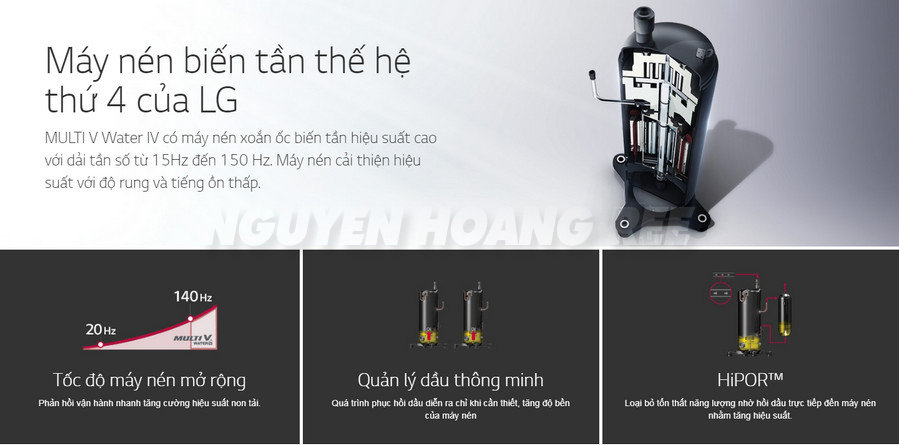 Máy nén biến tần thế hệ
thứ 4 của LG
MULTI V Water IV có máy nén xoắn ốc biến tần hiệu suất cao
với dải tần số từ 15Hz đến 150 Hz. Máy nén cải thiện hiệu
suất với độ rung và tiếng ồn thấp.
NGUYEN HOANG REE
140 Hz
20 Hz
MULTI V
WATER IV
Tốc độ máy nén mở rộng
Phản hồi vận hành nhanh tăng cường hiệu suất non tải.
Quản lý dầu thông minh
Quá trình phục hồi dầu diễn ra chỉ khi cần thiết, tăng độ bền
của máy nén
HiPOR™
Loại bỏ tổn thất năng lượng nhờ hồi dầu trực tiếp đến máy nén
nhằm tăng hiệu suất.